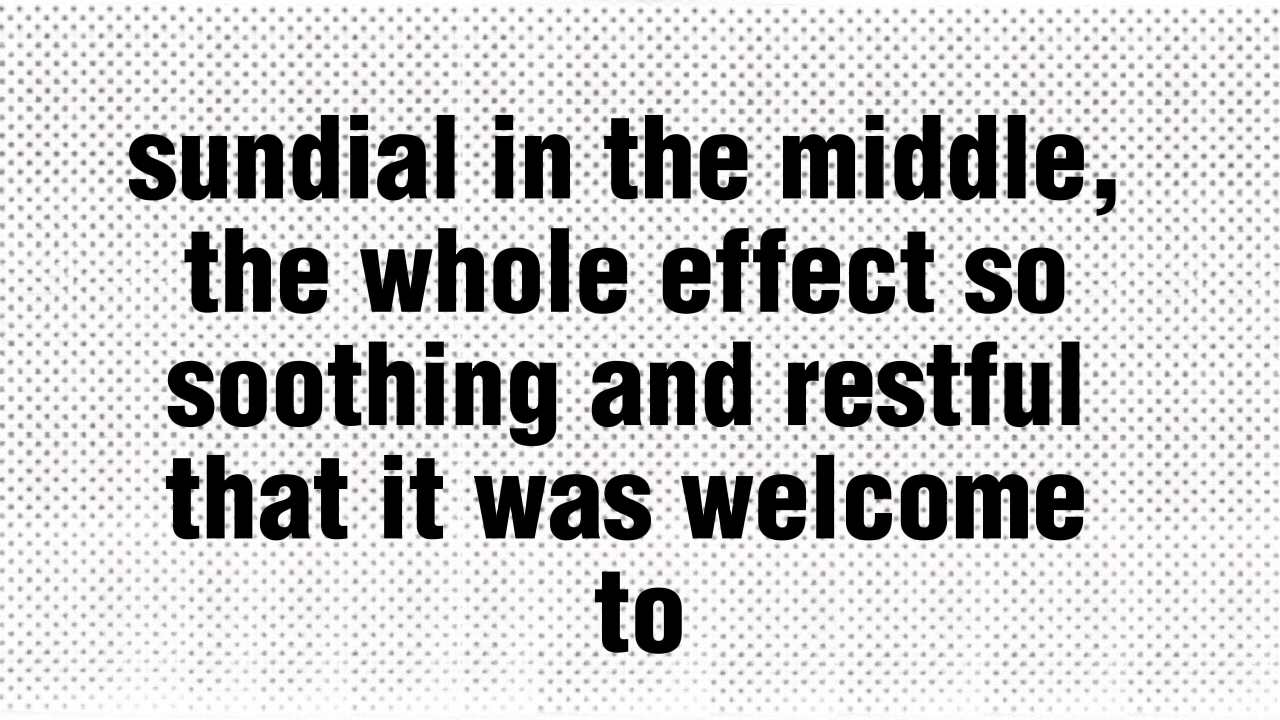 sundial in the middle,
the whole effect so
soothing and restful
that it was welcome
to